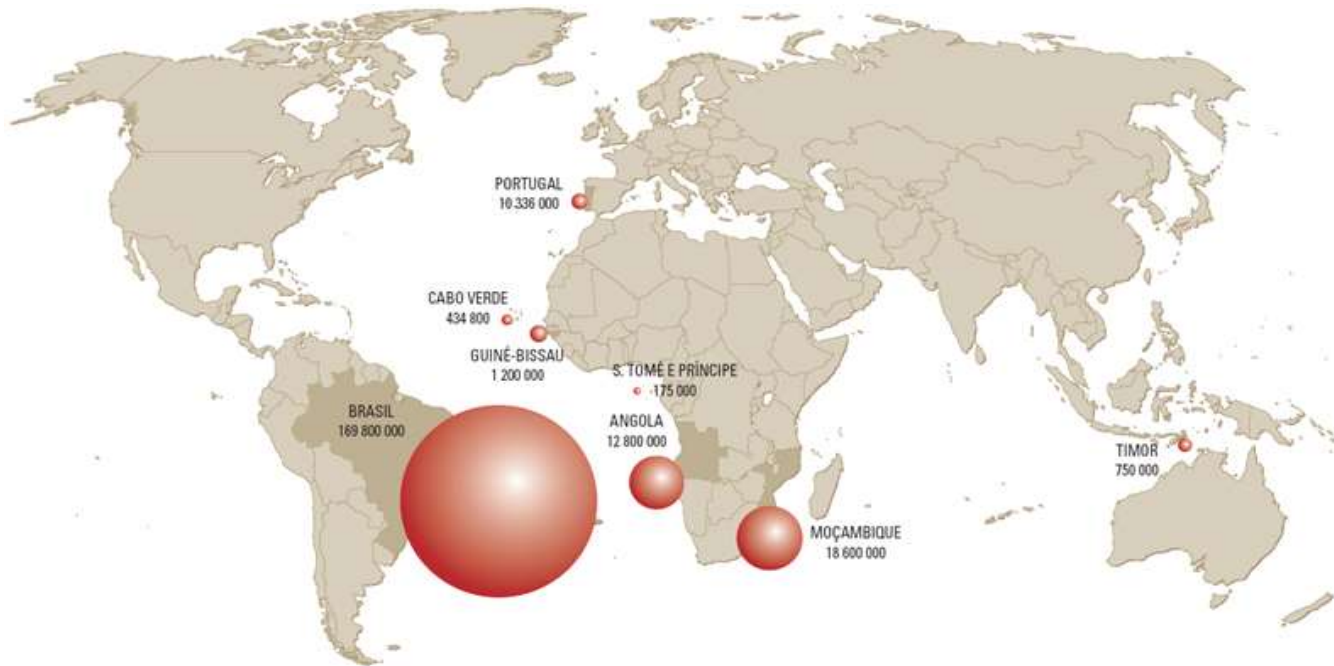 PORTUGAL
10 336 000
CABO VERDE
434 800
GUINÉ-BISSAU
1 200 000
S. TOMÉ E PRÍNCIPE
175 000
BRASIL
169 800 000
ANGOLA
12 800 000
TIMOR
750 000
MOÇAMBIQUE
18 600 000